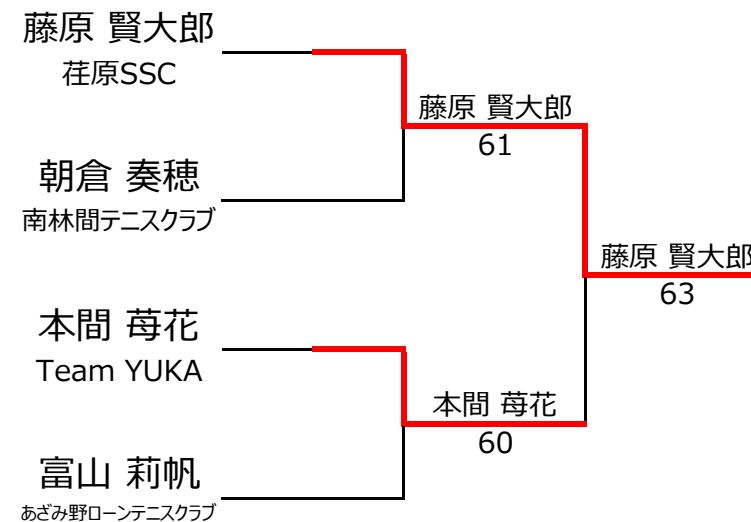 藤原 賢大郎
荏原SSC
藤原 賢大郎
61
朝倉 奏穂
南林間テニスクラブ
藤原 賢大郎
63
本間 苺花
Team YUKA
本間 苺花
60
富山 莉帆
あざみ野ローンテニスクラブ